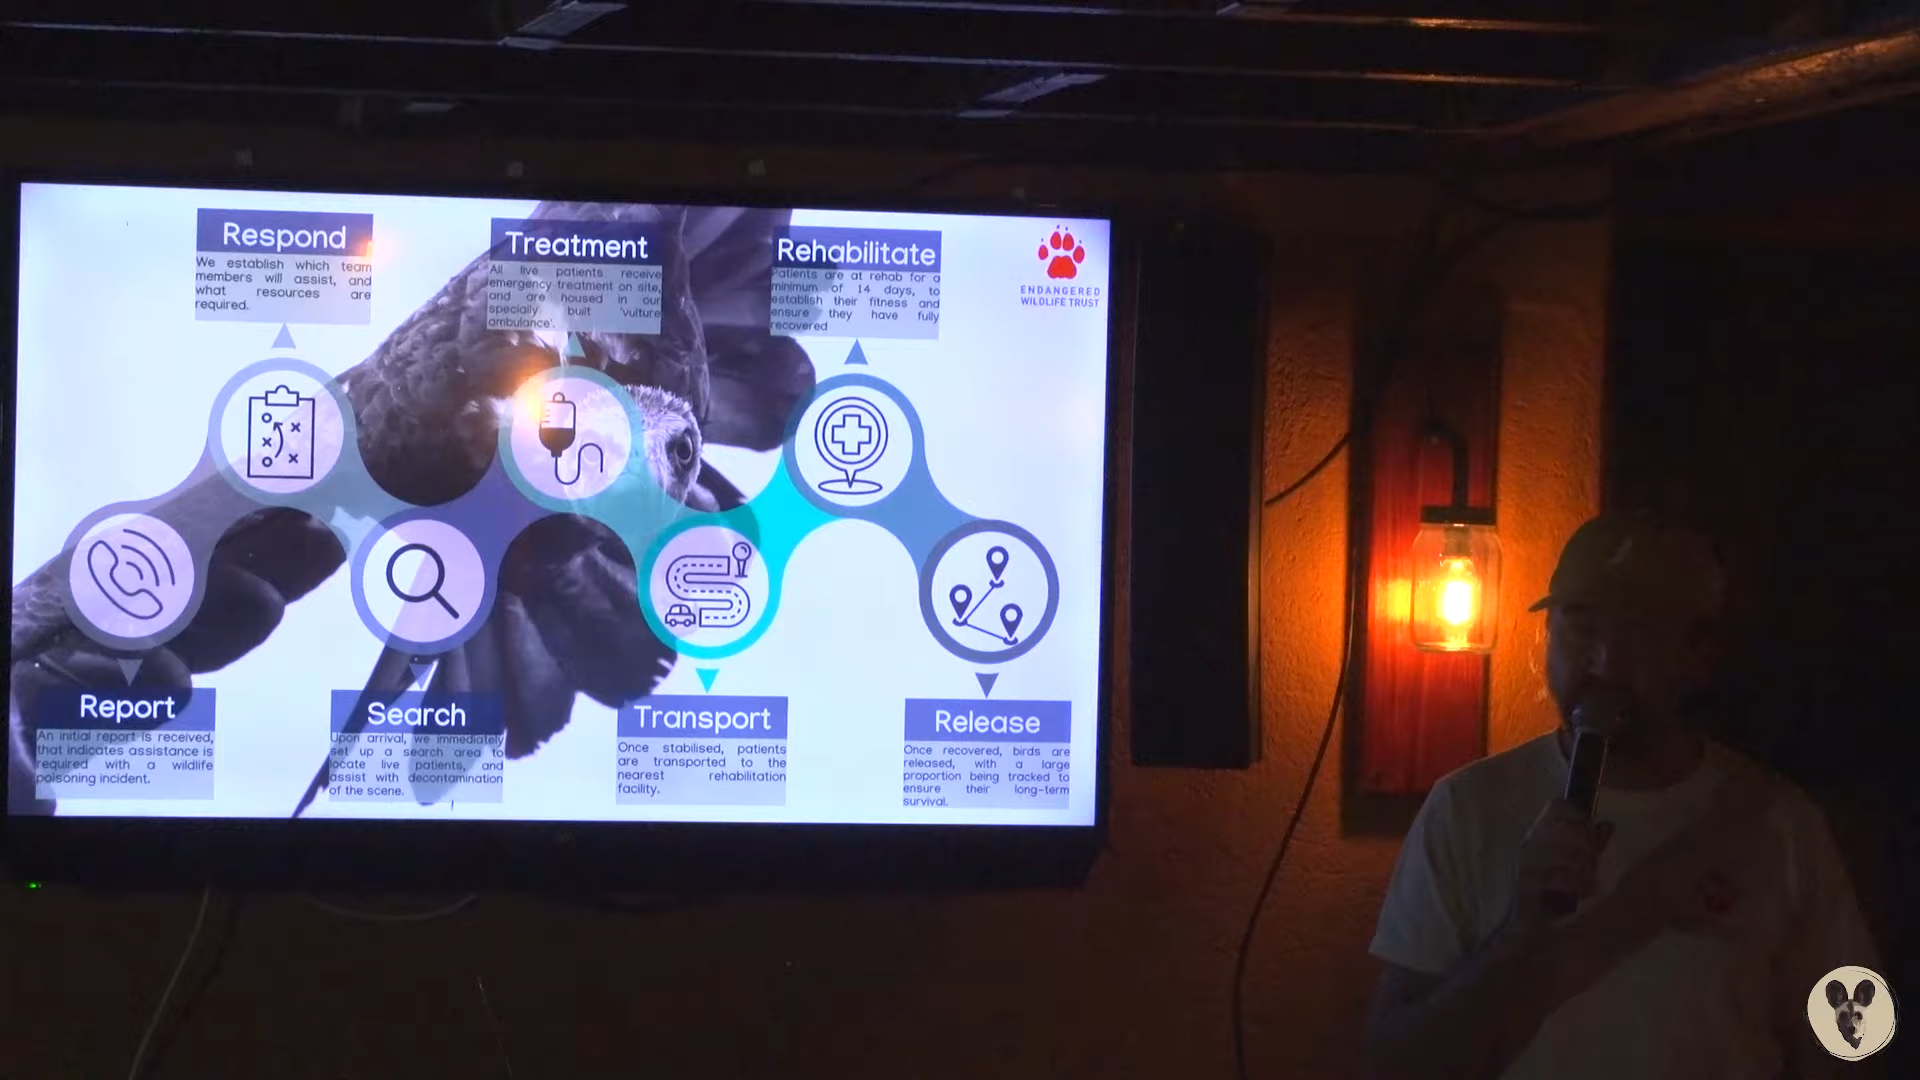 Respond
We establish which team
members will assist, and
what resources are
required.
Treatment
All live patients receive
emergency treatment on site,
and are housed in our
specially built 'vulture
ambulance'.
Rehabilitate
Patients are at rehab for a
minimum of 14 days, to
establish their fitness and
ensure they have fully
recovered
ENDANGERED
WILDLIFE TRUST
Report
An initial report is received,
that indicates assistance is
required with a wildlife
poisoning incident.
Search
Upon arrival, we immediately
set up a search area to
locate live patients, and
assist with decontamination
of the scene.
Transport
Once stabilised, patients
are transported to the
nearest rehabilitation
facility.
Release
Once recovered, birds are
released, with a large
proportion being tracked to
ensure their long-term
survival.